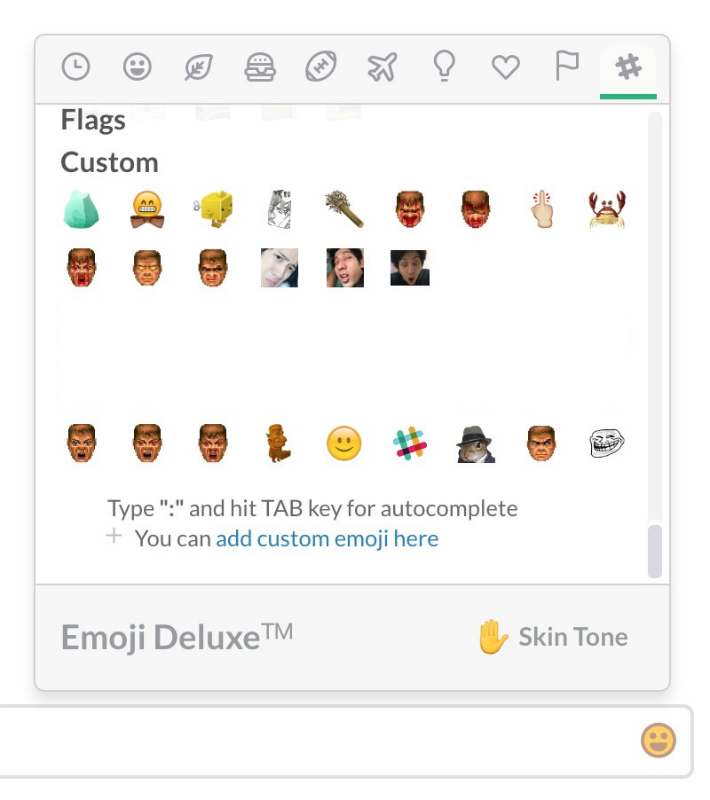 Flags
Custom
Type ":" and hit TAB key for autocomplete
+ You can add custom emoji here
Emoji Deluxe™ Skin Tone